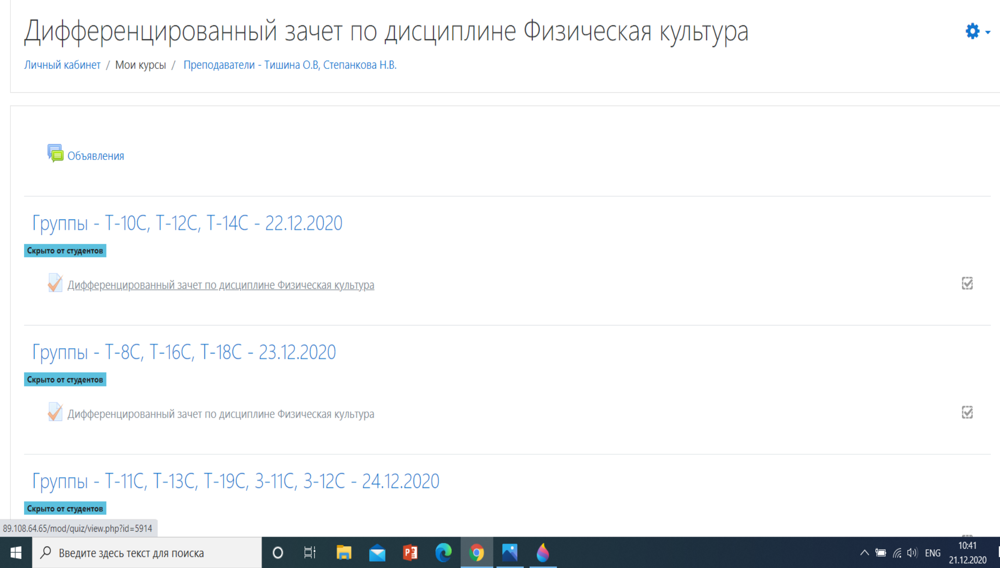 Дифференцированный зачет по дисциплине Физическая культура
Личный кабинет / Мои курсы / Преподаватели - Тишина О.В, Степанкова Н.В.
Объявления
Группы - Т-10С, Т-12С, Т-14С - 22.12.2020
Скрыто от студентов
Дифференцированный зачет по дисциплине Физическая культура
Группы - Т-8С, Т-16С, Т-18С - 23.12.2020
Скрыто от студентов
Дифференцированный зачет по дисциплине Физическая культура
Группы - Т-11С, Т-13С, Т-19С, З-11С, З-12С - 24.12.2020
Скрыто от студентов
89.108.64.65/mod/quiz/view.php?id=5914
Введите здесь текст для поиска
ENG
10:41
21.12.2020